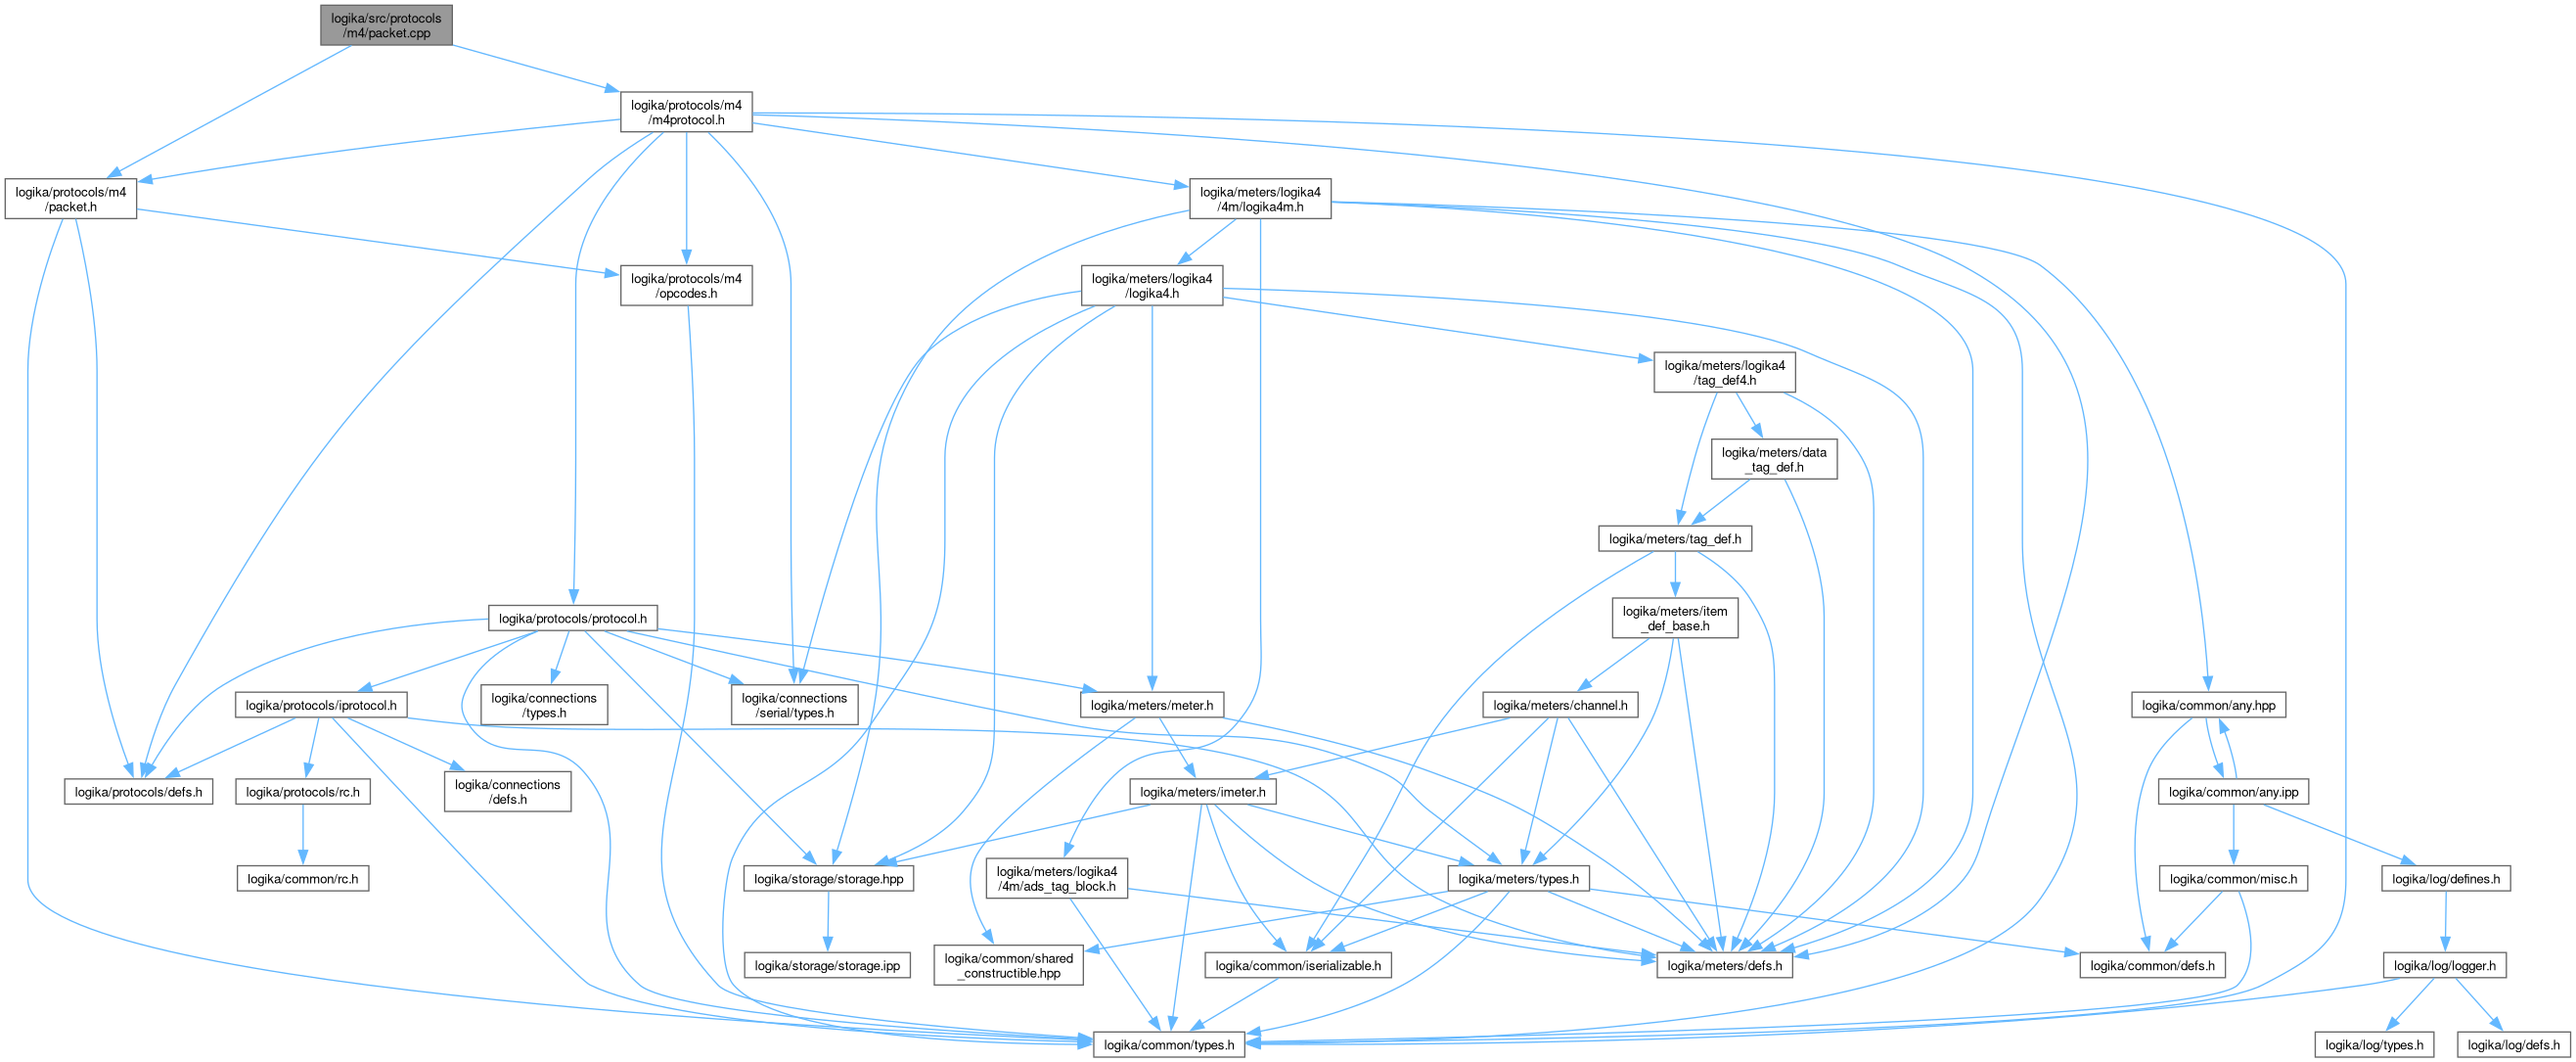 logika/src/protocols
/m4/packet.cpp
logika/protocols/m4
/m4protocol.h
logika/protocols/m4
/packet.h
logika/meters/logika4
/4m/logika4m.h
logika/protocols/m4
/opcodes.h
logika/meters/logika4
/logika4.h
logika/meters/logika4
/tag_def4.h
logika/meters/data
_tag_def.h
logika/meters/tag_def.h
logika/protocols/protocol.h
logika/meters/item
_def_base.h
logika/protocols/iprotocol.h
logika/connections
/types.h
logika/connections
/serial/types.h
logika/meters/meter.h
logika/meters/channel.h
logika/common/any.hpp
logika/protocols/defs.h
logika/protocols/rc.h
logika/connections
/defs.h
logika/meters/imeter.h
logika/common/any.ipp
logika/common/rc.h
logika/storage/storage.hpp
logika/meters/logika4
/4m/ads_tag_block.h
logika/meters/types.h
logika/common/misc.h
logika/log/defines.h
logika/storage/storage.ipp
logika/common/shared
_constructible.hpp
logika/common/iserializable.h
logika/meters/defs.h
logika/common/defs.h
logika/log/logger.h
logika/common/types.h
logika/log/types.h
logika/log/defs.h